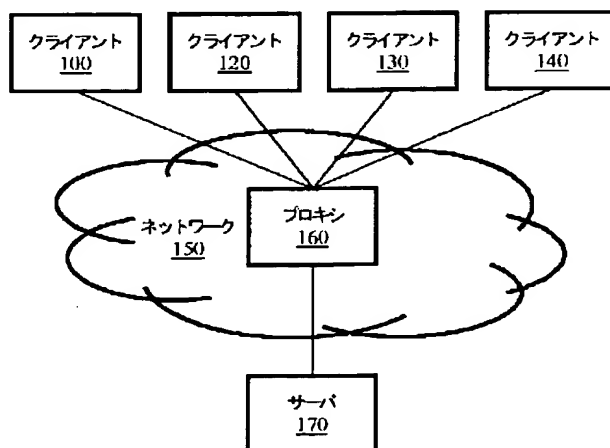 クライアント
100
クライアント
120
クライアント
130
クライアント
140
ネットワーク
150
プロキシ
160
サーバ
170